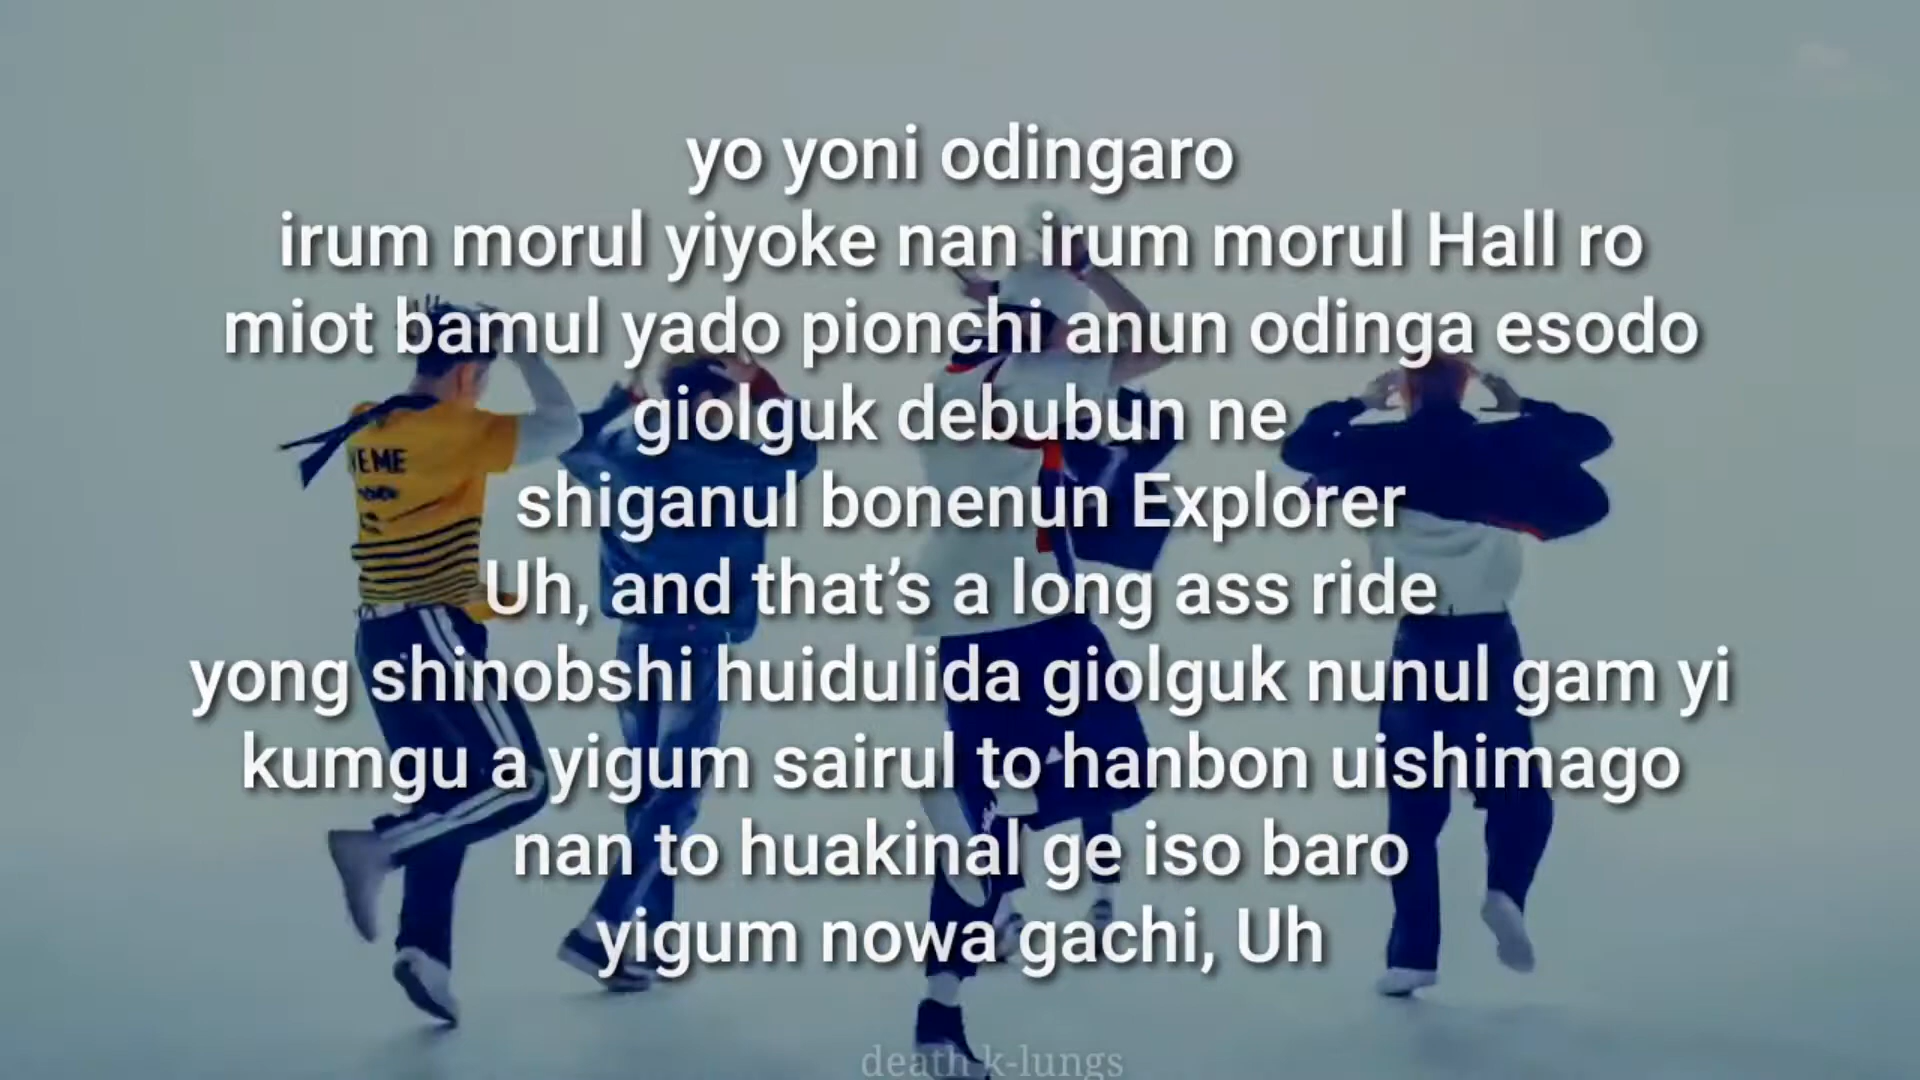 yo yoni odingaro
irum morul yiyoke nan irum morul Hall ro
miot bamul yado pionchi anun odinga esodo
giolguk debubun ne
shiganul bonenun Explorer
Uh, and that’s a long ass ride
yong shinobshi huidulida giolguk nunul gam yi
kumgu a yigum sairul to hanbon uishimago
nan to huakinal ge iso baro
yigum nowa gachi, Uh
EME
death k-lungs